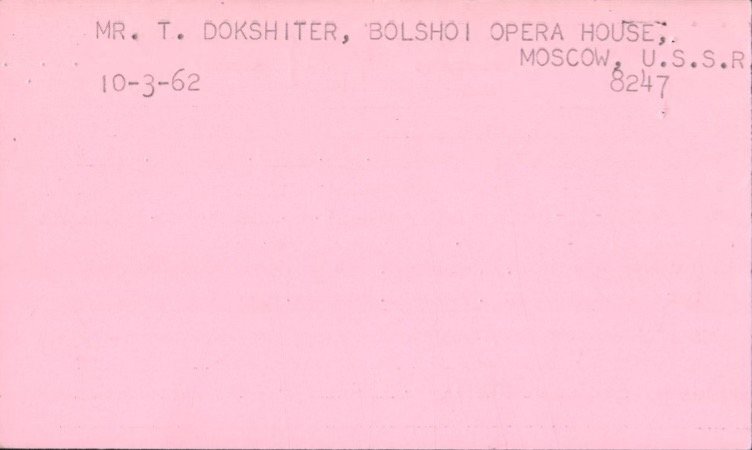 MR. T. DOKSHITER, BOLSHOI OPERA HOUSE,
MOSCOW, U.S.S.R
10-3-62 8247